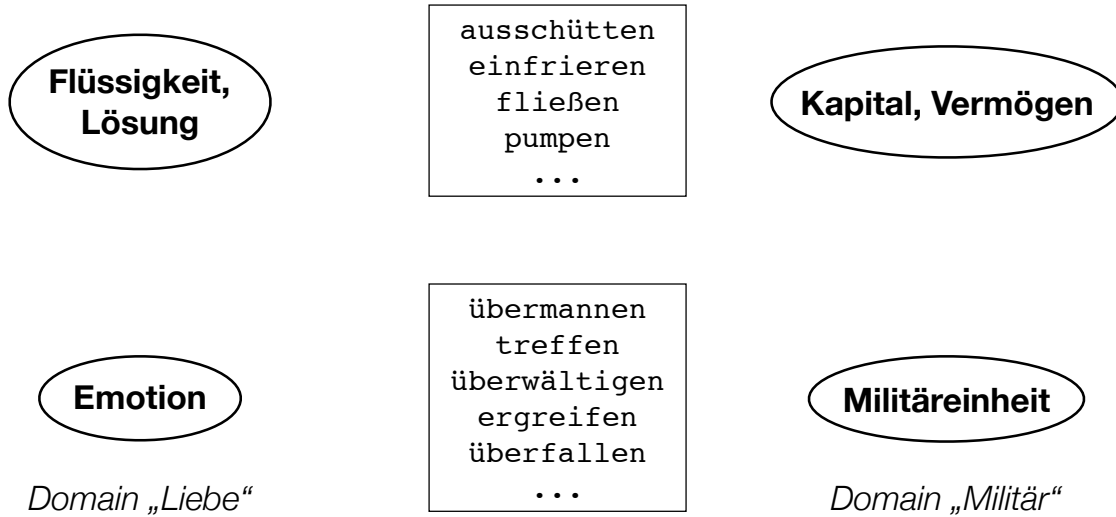 Flüssigkeit,
Lösung
ausschütten
einfrieren
fließen
pumpen
...
Kapital, Vermögen
Emotion
Domain „Liebe“
übermannen
treffen
überwältigen
ergreifen
überfallen
...
Militäreinheit
Domain „Militär“